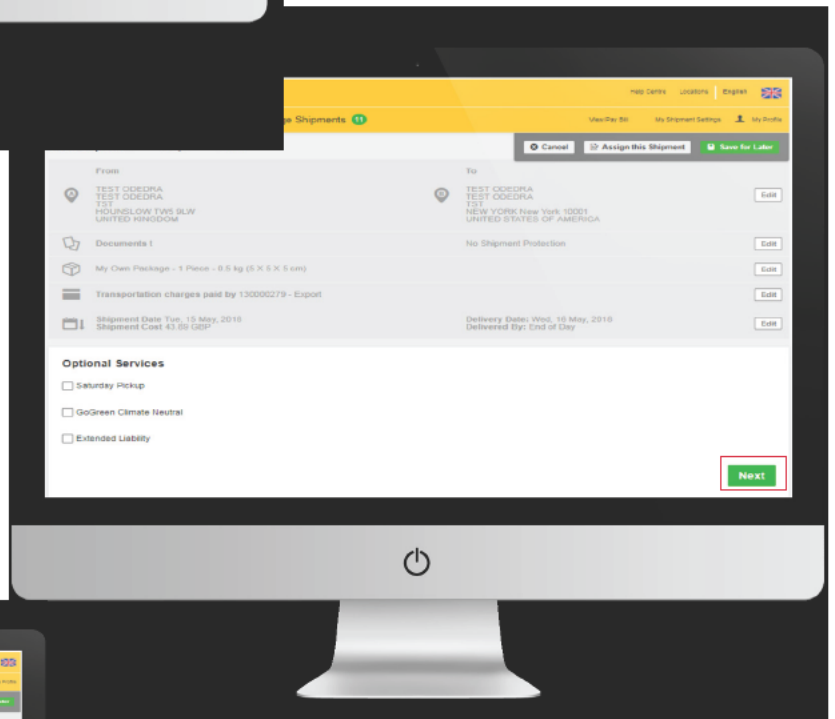 Help Centre Locations English
Shipments 11
View/Pay Bill My Shipment Settings My Profile
Cancel Assign this Shipment Save for Later
From To
TEST ODEDRA TEST ODEDRA
TEST ODEDRA TEST ODEDRA
TST TST
HOUNSLOW TW5 9LW NEW YORK New York 10001
UNITED KINGDOM UNITED STATES OF AMERICA
Edit
Documents ! No Shipment Protection Edit
My Own Package - 1 Piece - 0.5 kg (5 X 5 X 5 cm) Edit
Transportation charges paid by 130000279 - Export Edit
Shipment Date Tue, 15 May, 2018 Delivery Date: Wed, 16 May, 2018
Shipment Cost 43.69 GBP Delivered By: End of Day
Edit
Optional Services
Saturday Pickup
GoGreen Climate Neutral
Extended Liability
Next